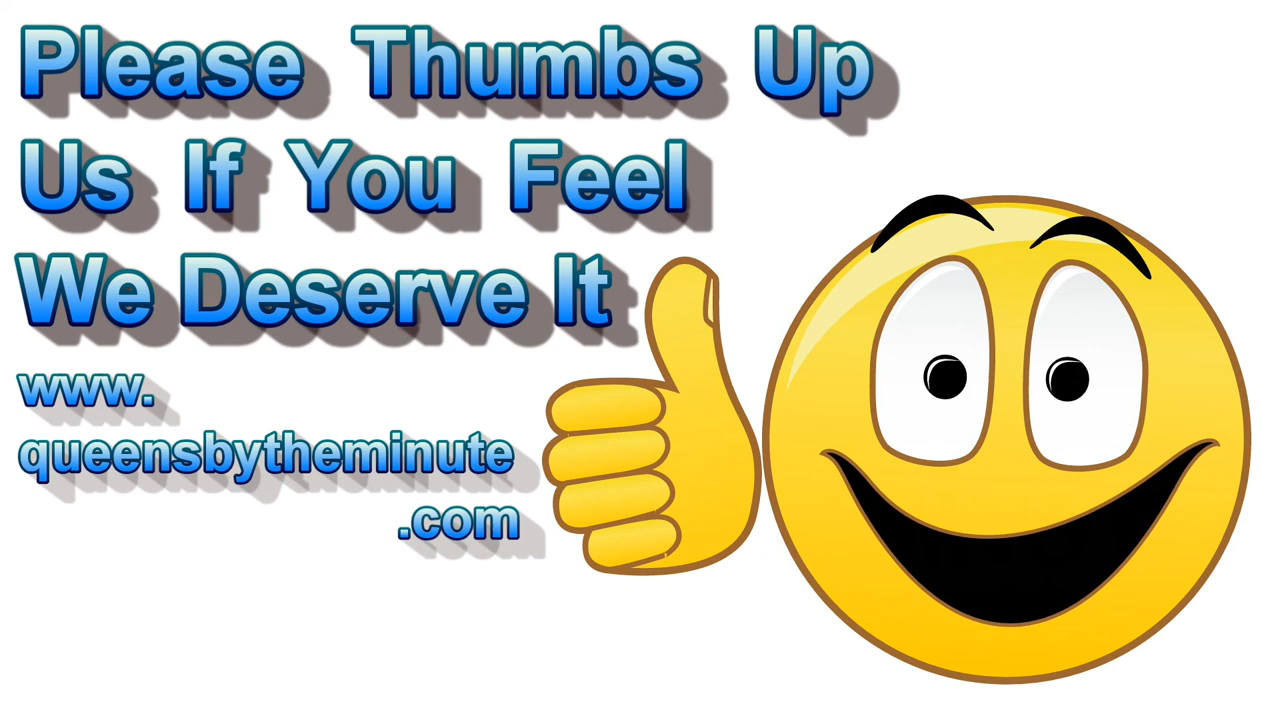 Please Thumbs Up
Us If You Feel
We Deserve It
www.
queensbytheminute
.com